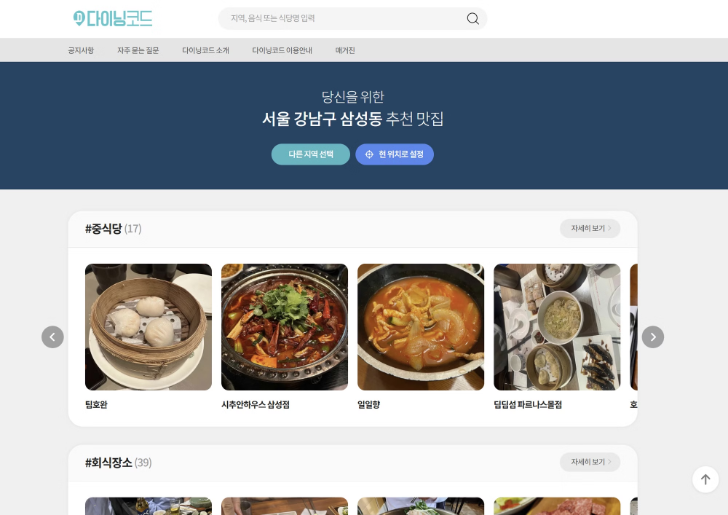 다이닝코드
지역, 음식 또는 식당명 입력
공지사항 자주 묻는 질문 다이닝코드 소개 다이닝코드 이용안내 매거진
당신을 위한
서울 강남구 삼성동 추천 맛집
다른 지역 선택 현 위치로 설정
#중식당 (17) 자세히 보기 >
팀호완 시추안하우스 삼성점 일일향 딤딤섬 파르나스몰점 호
#회식장소 (39) 자세히 보기 >